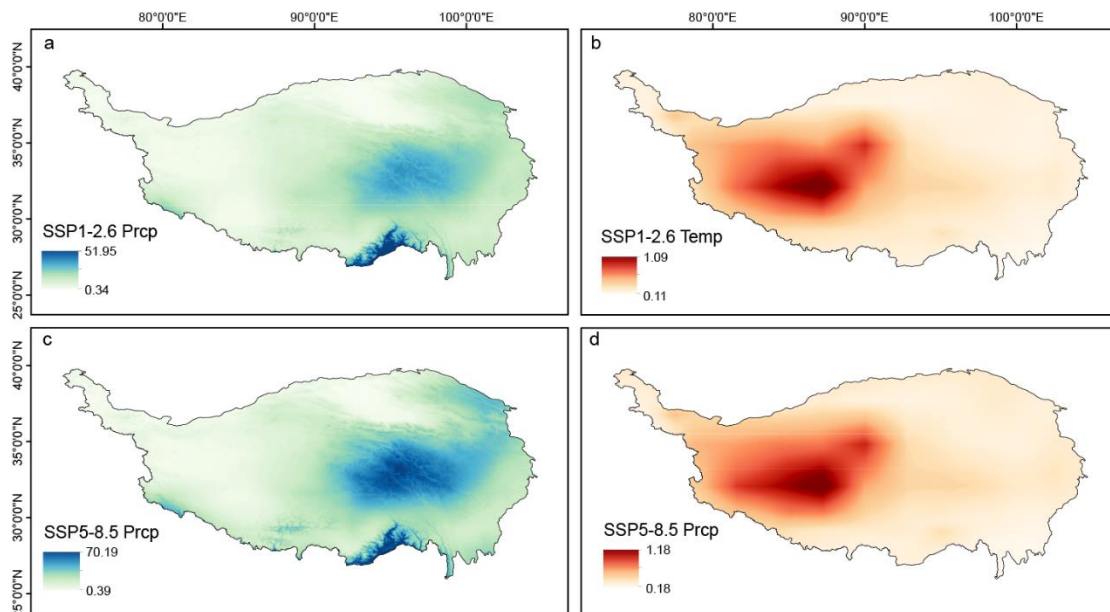 80°0'0"E 90°0'0"E 100°0'0"E 80°0'0"E 90°0'0"E 100°0'0"E
a
b
40°0'0"N
35°0'0"N
30°0'0"N
25°0'0"N
SSP1-2.6 Prcp
51.95
0.34
SSP1-2.6 Temp
1.09
0.11
c
d
40°0'0"N
35°0'0"N
30°0'0"N
5°0'0"N
SSP5-8.5 Prcp
70.19
0.39
SSP5-8.5 Prcp
1.18
0.18